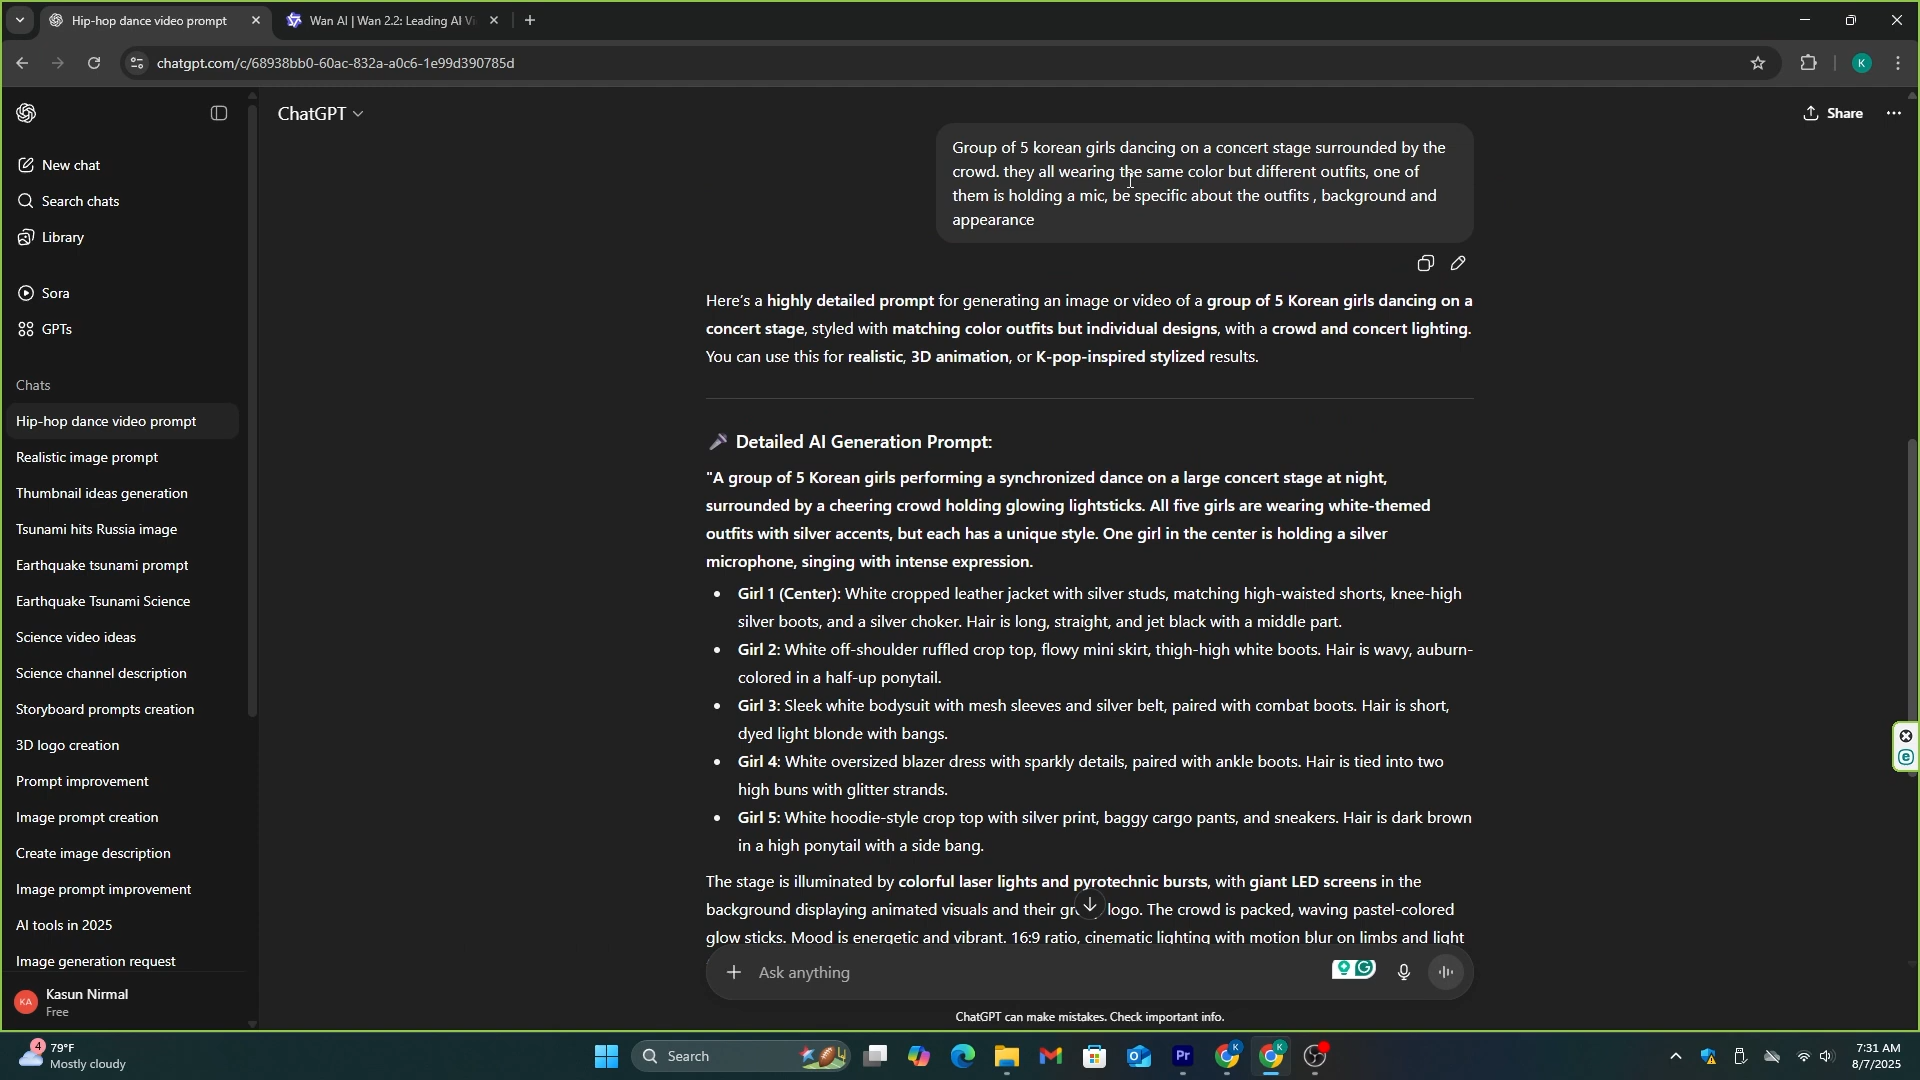 Hip-hop dance video prompt
Wan AI | Wan 2.2: Leading AI Vi
chatgpt.com/c/68938bb0-60ac-832a-a0c6-1e99d390785d
K
ChatGPT
Share
New chat
Search chats
Library
Sora
GPTs
Chats
Hip-hop dance video prompt
Realistic image prompt
Thumbnail ideas generation
Tsunami hits Russia image
Earthquake tsunami prompt
Earthquake Tsunami Science
Science video ideas
Science channel description
Storyboard prompts creation
3D logo creation
Prompt improvement
Image prompt creation
Create image description
Image prompt improvement
AI tools in 2025
Image generation request
KA
Kasun Nirmal
Free
Group of 5 korean girls dancing on a concert stage surrounded by the
crowd. they all wearing the same color but different outfits, one of
them is holding a mic, be specific about the outfits , background and
appearance
Here's a highly detailed prompt for generating an image or video of a group of 5 Korean girls dancing on a
concert stage, styled with matching color outfits but individual designs, with a crowd and concert lighting.
You can use this for realistic, 3D animation, or K-pop-inspired stylized results.
🎤 Detailed AI Generation Prompt:
"A group of 5 Korean girls performing a synchronized dance on a large concert stage at night,
surrounded by a cheering crowd holding glowing lightsticks. All five girls are wearing white-themed
outfits with silver accents, but each has a unique style. One girl in the center is holding a silver
microphone, singing with intense expression.
• Girl 1 (Center): White cropped leather jacket with silver studs, matching high-waisted shorts, knee-high
silver boots, and a silver choker. Hair is long, straight, and jet black with a middle part.
• Girl 2: White off-shoulder ruffled crop top, flowy mini skirt, thigh-high white boots. Hair is wavy, auburn-
colored in a half-up ponytail.
• Girl 3: Sleek white bodysuit with mesh sleeves and silver belt, paired with combat boots. Hair is short,
dyed light blonde with bangs.
• Girl 4: White oversized blazer dress with sparkly details, paired with ankle boots. Hair is tied into two
high buns with glitter strands.
• Girl 5: White hoodie-style crop top with silver print, baggy cargo pants, and sneakers. Hair is dark brown
in a high ponytail with a side bang.
The stage is illuminated by colorful laser lights and pyrotechnic bursts, with giant LED screens in the
background displaying animated visuals and their logo. The crowd is packed, waving pastel-colored
glow sticks. Mood is energetic and vibrant. 16:9 ratio, cinematic lighting with motion blur on limbs and light
Ask anything
ChatGPT can make mistakes. Check important info.
4
79°F
Mostly cloudy
Search
Pr
K
K
7:31 AM
8/7/2025